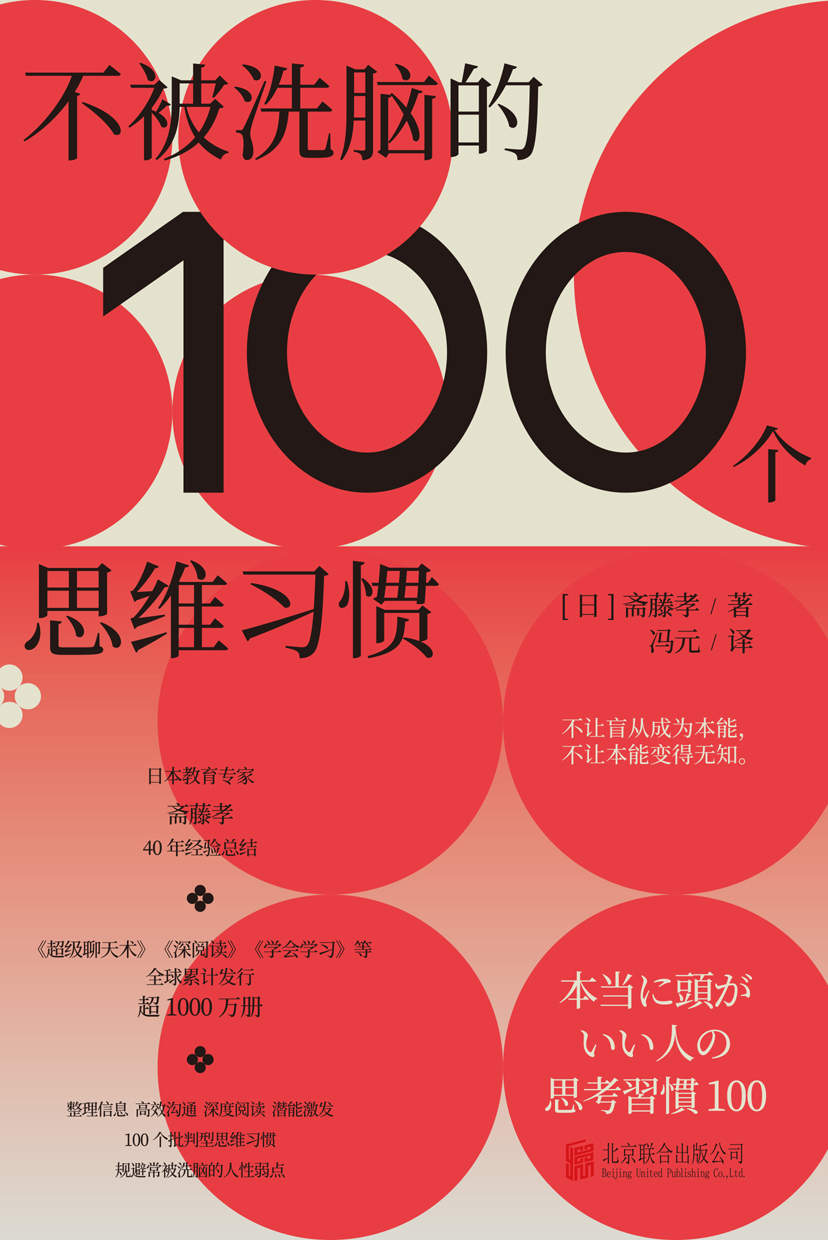 不被洗脑的
100个
思维习惯
[日] 斋藤孝 / 著
冯元 / 译
不让盲从成为本能，
不让本能变得无知。
日本教育专家
斋藤孝
40 年经验总结
《超级聊天术》《深阅读》《学会学习》等
全球累计发行
超 1000 万册
整理信息 高效沟通 深度阅读 潜能激发
100 个批判型思维习惯
规避常被洗脑的人性弱点
本当に頭が
いい人の
思考習慣 100
北京联合出版公司
Beijing United Publishing Co.,Ltd.